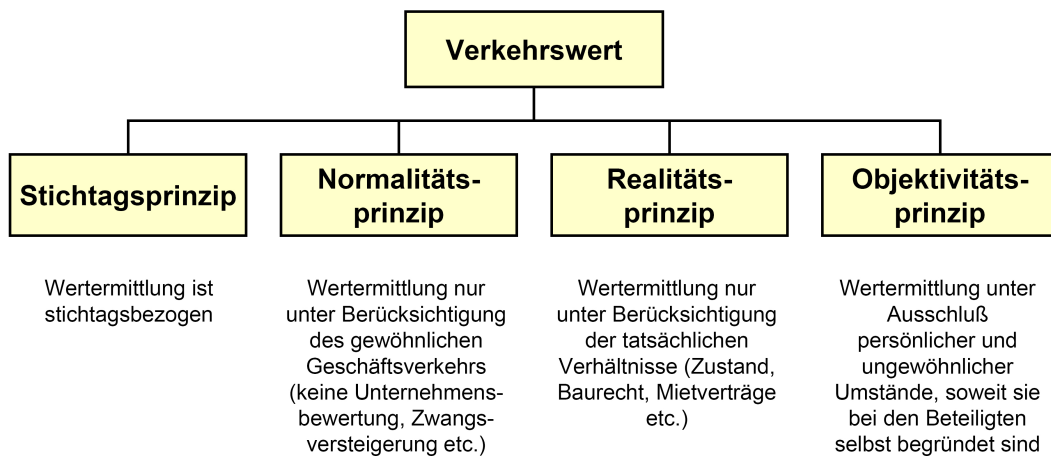 Verkehrswert
Stichtagsprinzip
Normalitäts-
prinzip
Realitäts-
prinzip
Objektivitäts-
prinzip
Wertermittlung ist
stichtagsbezogen
Wertermittlung nur
unter Berücksichtigung
des gewöhnlichen
Geschäftsverkehrs
(keine Unternehmens-
bewertung, Zwangs-
versteigerung etc.)
Wertermittlung nur
unter Berücksichtigung
der tatsächlichen
Verhältnisse (Zustand,
Baurecht, Mietverträge
etc.)
Wertermittlung unter
Ausschluß
persönlicher und
ungewöhnlicher
Umstände, soweit sie
bei den Beteiligten
selbst begründet sind